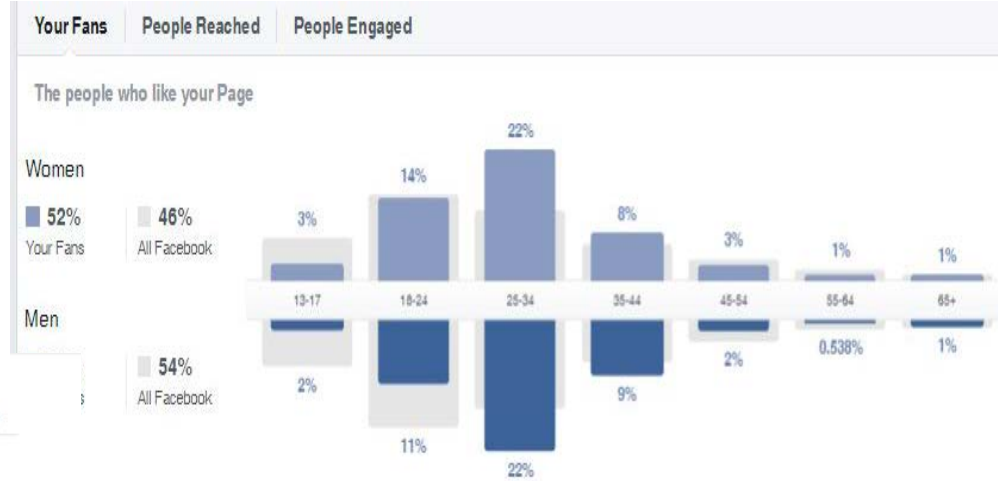 Your Fans People Reached People Engaged
The people who like your Page
Women
52% 46%
Your Fans All Facebook
Men
54%
s All Facebook
3% 14% 22% 8% 3% 1% 1%
13-17 18-24 25-34 35-44 45-54 55-64 65+
2% 11% 22% 9% 2% 0.538% 1%